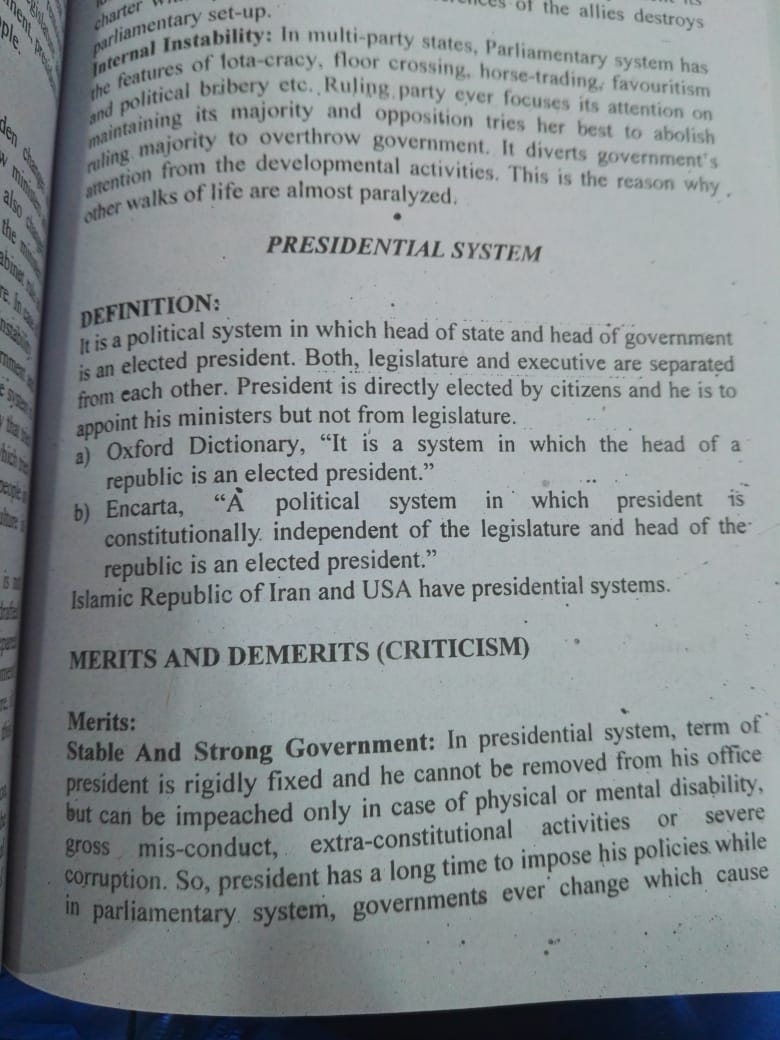 charter
of the allies destroys
parliamentary set-up.
Internal Instability: In multi-party states, Parliamentary system has
the features of lota-cracy, floor crossing, horse-trading, favouritism
and political bribery etc. Ruling party ever focuses its attention on
maintaining its majority and opposition tries her best to abolish
ruling majority to overthrow government. It diverts government's
attention from the developmental activities. This is the reason why
other walks of life are almost paralyzed.
PRESIDENTIAL SYSTEM
DEFINITION:
It is a political system in which head of state and head of government
is an elected president. Both, legislature and executive are separated
from each other. President is directly elected by citizens and he is to
appoint his ministers but not from legislature.
a) Oxford Dictionary, “It is a system in which the head of a
republic is an elected president.”
b) Encarta, “A political system in which president is
constitutionally independent of the legislature and head of the
republic is an elected president.”
Islamic Republic of Iran and USA have presidential systems.
MERITS AND DEMERITS (CRITICISM)
Merits:
Stable And Strong Government: In presidential system, term of
president is rigidly fixed and he cannot be removed from his office
but can be impeached only in case of physical or mental disability,
gross mis-conduct, extra-constitutional activities or severe
corruption. So, president has a long time to impose his policies while
in parliamentary system, governments ever change which cause